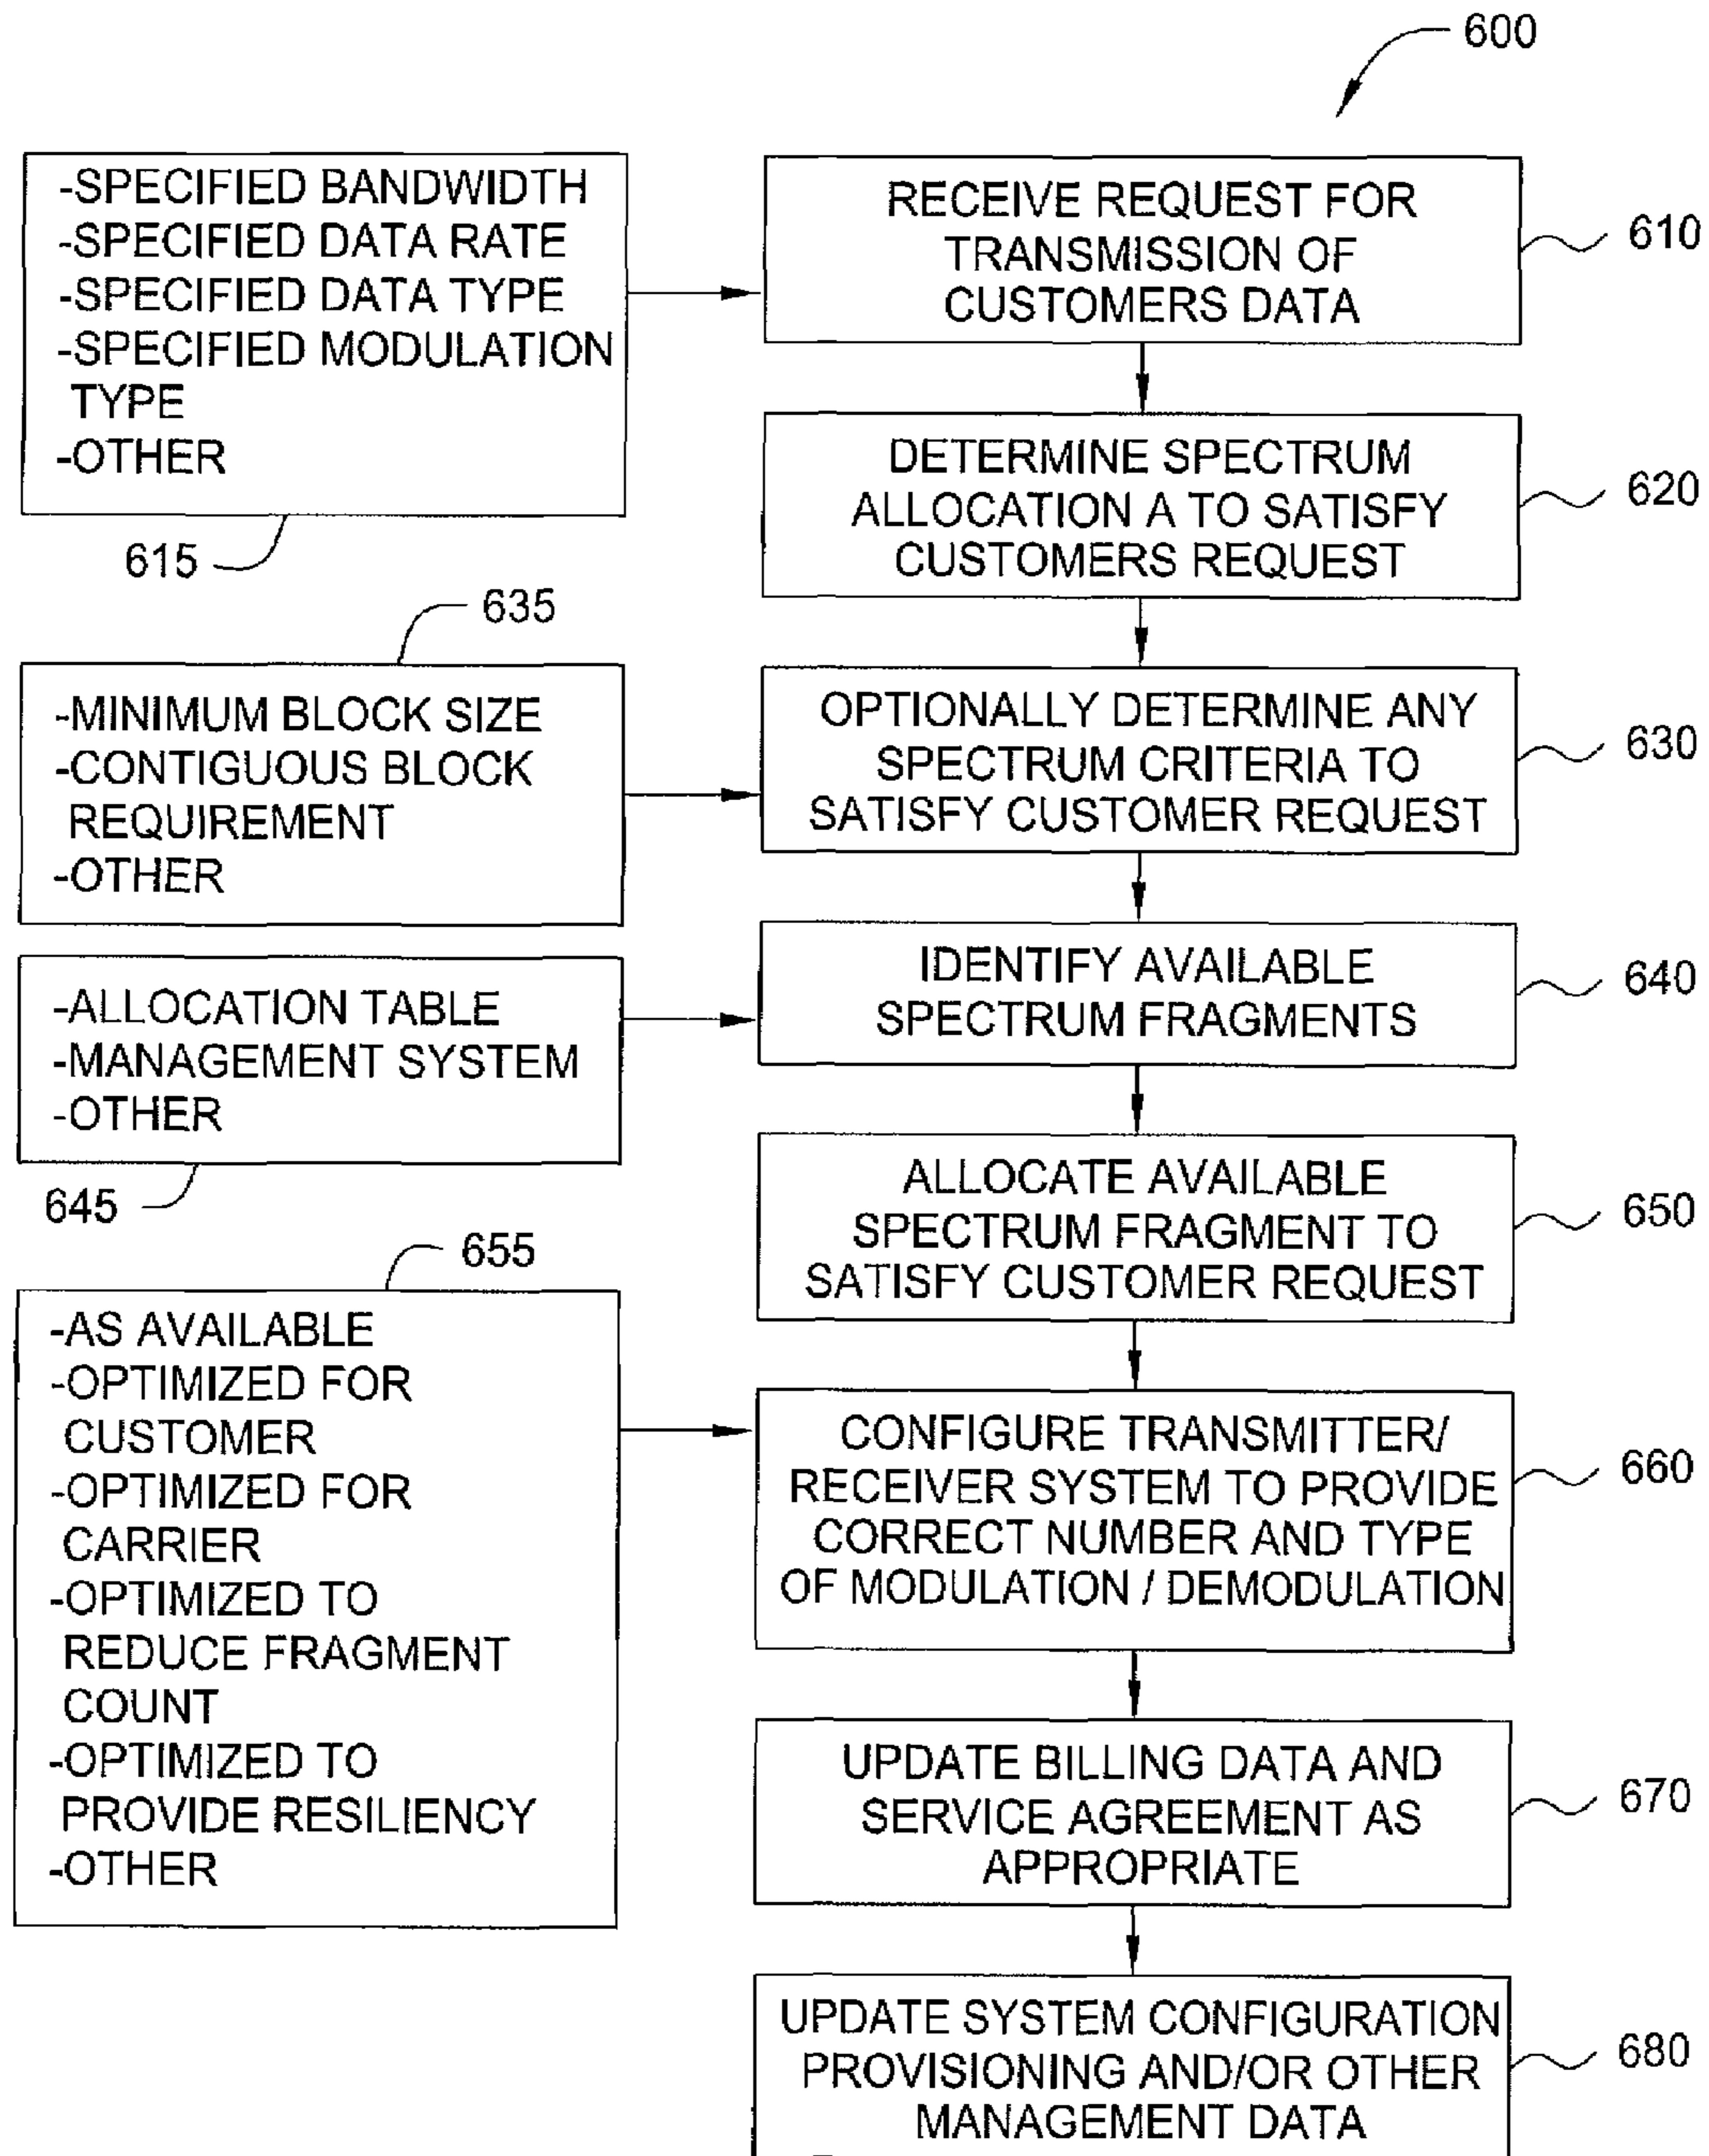 600
-SPECIFIED BANDWIDTH
-SPECIFIED DATA RATE
-SPECIFIED DATA TYPE
-SPECIFIED MODULATION
TYPE
-OTHER
615
RECEIVE REQUEST FOR
TRANSMISSION OF
CUSTOMERS DATA
610
DETERMINE SPECTRUM
ALLOCATION A TO SATISFY
CUSTOMERS REQUEST
620
635
-MINIMUM BLOCK SIZE
-CONTIGUOUS BLOCK
REQUIREMENT
-OTHER
OPTIONALLY DETERMINE ANY
SPECTRUM CRITERIA TO
SATISFY CUSTOMER REQUEST
630
-ALLOCATION TABLE
-MANAGEMENT SYSTEM
-OTHER
645
IDENTIFY AVAILABLE
SPECTRUM FRAGMENTS
640
ALLOCATE AVAILABLE
SPECTRUM FRAGMENT TO
SATISFY CUSTOMER REQUEST
650
655
-AS AVAILABLE
-OPTIMIZED FOR
CUSTOMER
-OPTIMIZED FOR
CARRIER
-OPTIMIZED TO
REDUCE FRAGMENT
COUNT
-OPTIMIZED TO
PROVIDE RESILIENCY
-OTHER
CONFIGURE TRANSMITTER/
RECEIVER SYSTEM TO PROVIDE
CORRECT NUMBER AND TYPE
OF MODULATION / DEMODULATION
660
UPDATE BILLING DATA AND
SERVICE AGREEMENT AS
APPROPRIATE
670
UPDATE SYSTEM CONFIGURATION
PROVISIONING AND/OR OTHER
MANAGEMENT DATA
680